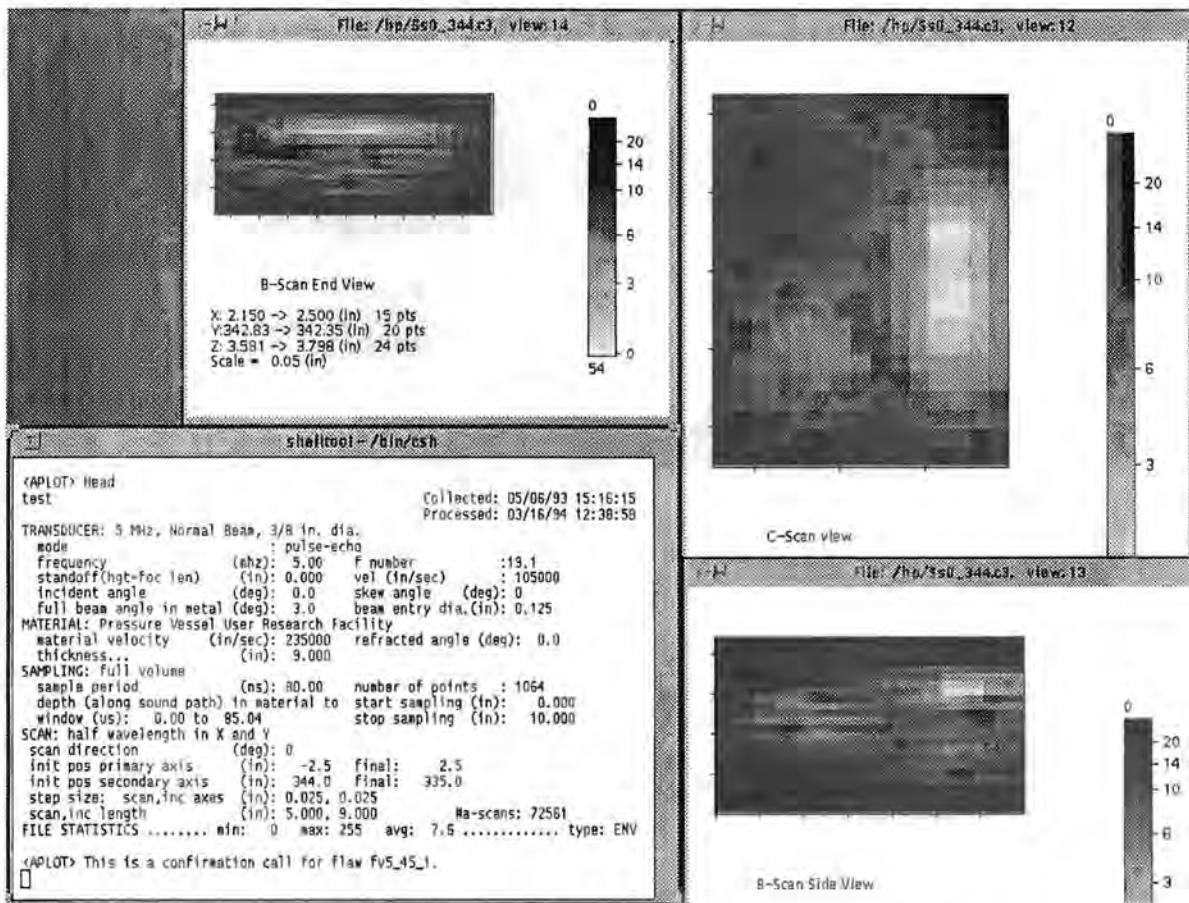 File: /hp/Ss0_344.c3, view:14
0
20
14
10
6
3
0
54
B-Scan End View
X: 2.150 -> 2.500 (in) 15 pts
Y:342.83 -> 342.35 (in) 20 pts
Z: 3.581 -> 3.798 (in) 24 pts
Scale = 0.05 (in)
File: /hp/Ss0_344.c3, view:12
0
20
14
10
6
3
C-Scan view
shelltool - /bin/csh
<APLOT> Head
test Collected: 05/06/93 15:16:15
Processed: 03/16/94 12:38:58
TRANSDUCER: 5 MHz, Normal Beam, 3/8 in. dia.
mode : pulse-echo
frequency (mhz): 5.00 f number :19.1
standoff(hgt-foc len) (in): 0.000 vel (in/sec) : 105000
incident angle (deg): 0.0 skew angle (deg): 0
full beam angle in metal (deg): 3.0 beam entry dia.(in): 0.125
MATERIAL: Pressure Vessel User Research Facility
material velocity (in/sec): 235000 refracted angle (deg): 0.0
thickness... (in): 9.000
SAMPLING: full volume
sample period (ns): 80.00 number of points : 1064
depth (along sound path) in material to start sampling (in): 0.000
window (us): 0.00 to 85.04 stop sampling (in): 10.000
SCAN: half wavelength in X and Y
scan direction (deg): 0
init pos primary axis (in): -2.5 final: 2.5
init pos secondary axis (in): 344.0 final: 335.0
step size: scan,inc axes (in): 0.025, 0.025
scan,inc length (in): 5.000, 9.000 #a-scans: 72561
FILE STATISTICS ........ min: 0 max: 255 avg: 7.6 ............. type: ENV
<APLOT> This is a confirmation call for flaw fv5_45_1.
File: /hp/Ss0_344.c3, view:13
0
20
14
10
6
3
B-Scan Side View